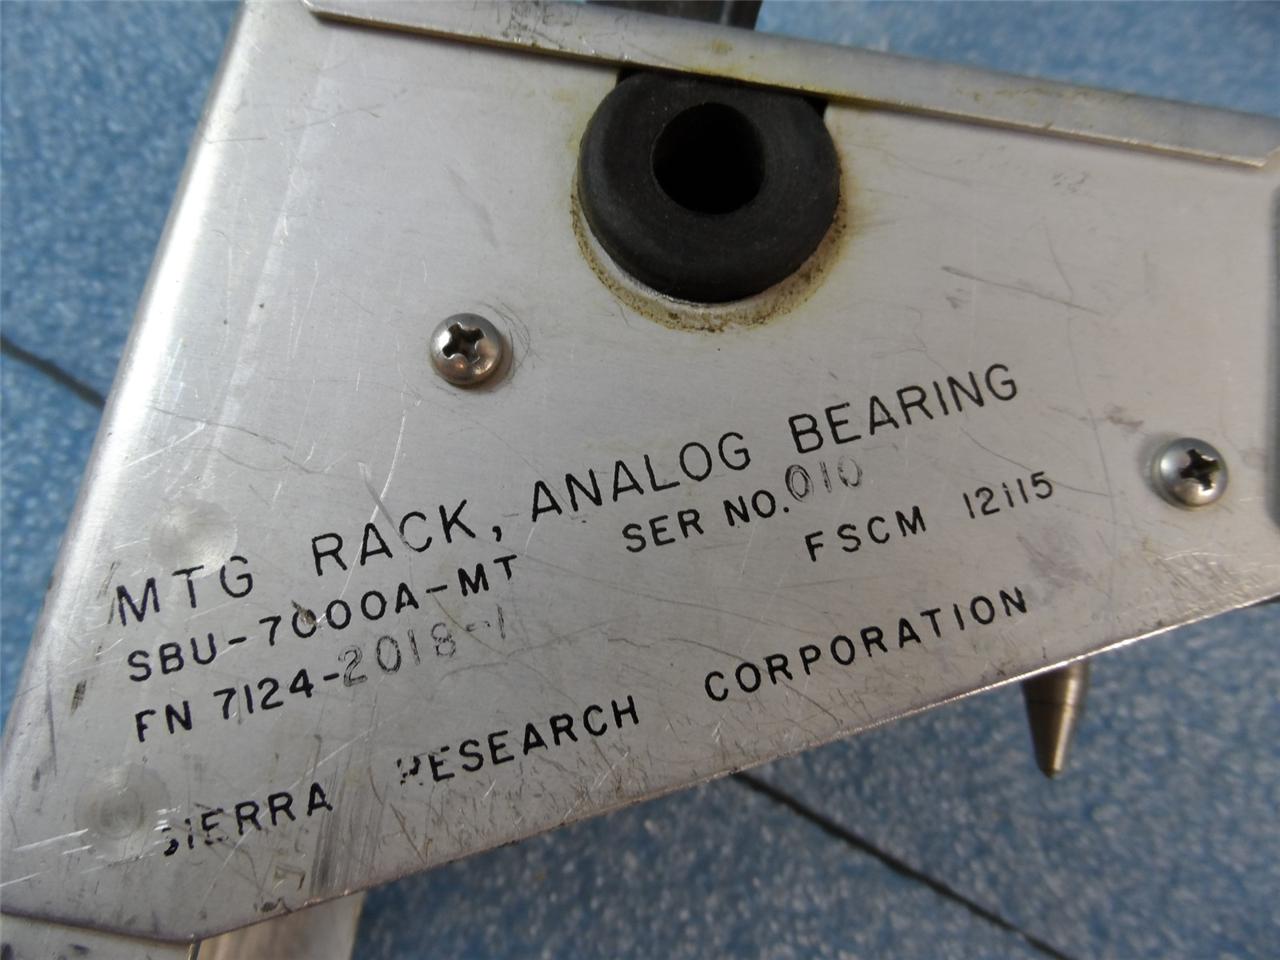 MTG RACK, ANALOG BEARING
SBU-7000A-MT SER NO. 010
FN 7124-2018-1 FSCM 12115
SIERRA RESEARCH CORPORATION